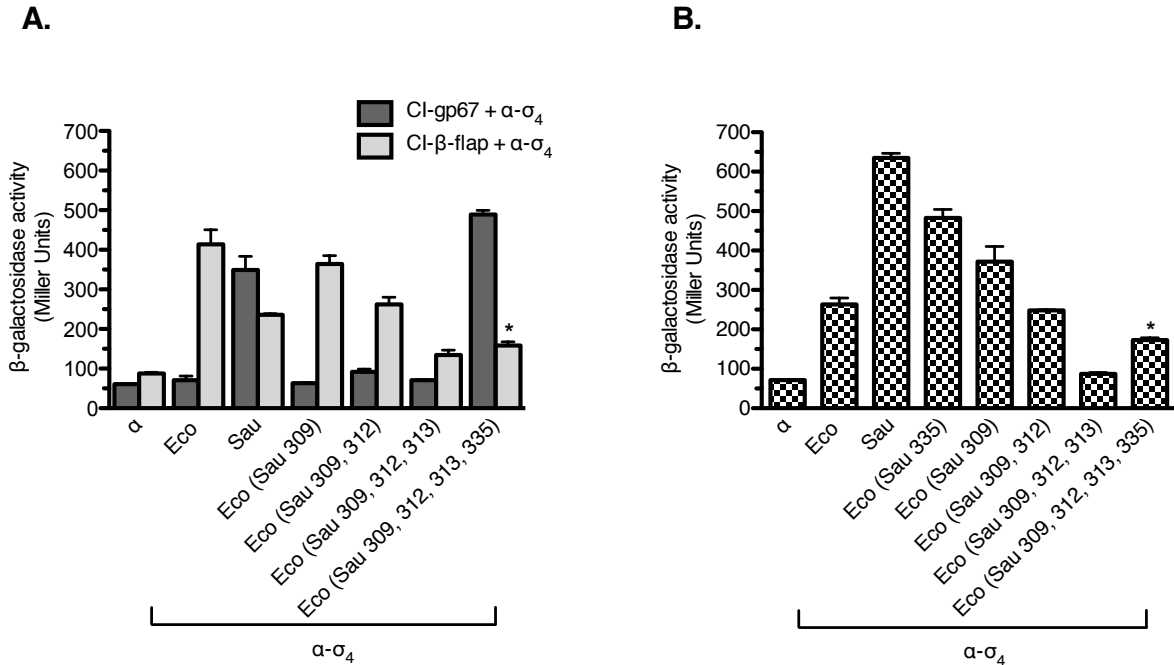 A.
CI-gp67 + α-σ4
CI-β-flap + α-σ4
β-galactosidase activity
(Miller Units)
700
600
500
400
300
200
100
0
*
α
Eco
Sau
Eco (Sau 309)
Eco (Sau 309, 312)
Eco (Sau 309, 312, 313)
Eco (Sau 309, 312, 313, 335)
α-σ4
B.
β-galactosidase activity
(Miller Units)
700
600
500
400
300
200
100
0
*
α
Eco
Sau
Eco (Sau 335)
Eco (Sau 309)
Eco (Sau 309, 312)
Eco (Sau 309, 312, 313)
Eco (Sau 309, 312, 313, 335)
α-σ4